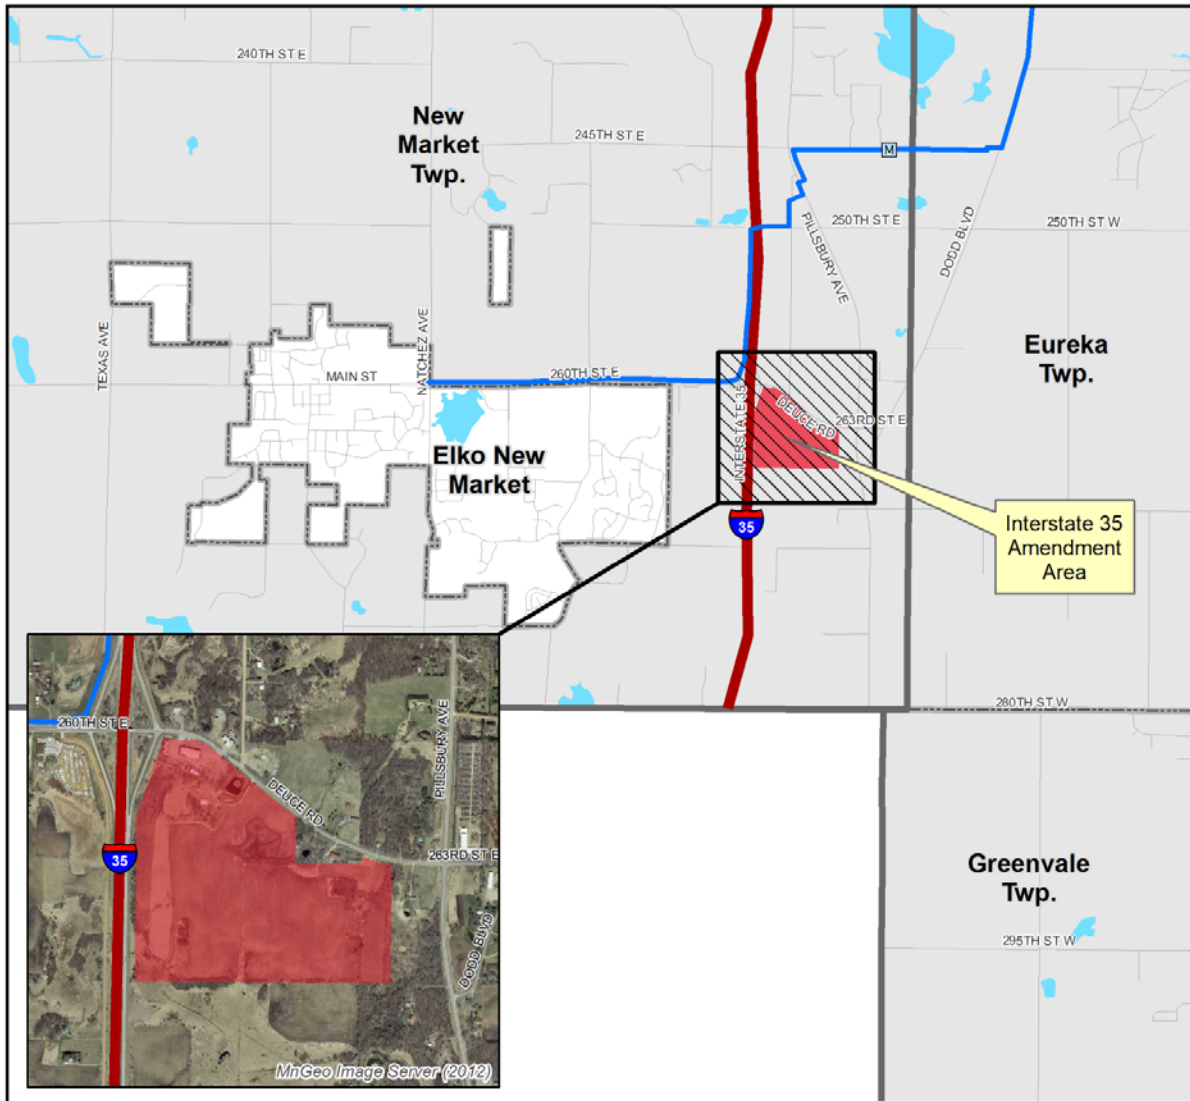 240TH ST E
New
Market
Twp.
245TH ST E
M
250TH ST E
250TH ST W
PILLSBURY AVE
DODD BLVD
TEXAS AVE
NATCHEZ AVE
MAIN ST
260TH ST E
Eureka
Twp.
INTERSTATE 35
DEUCE RD
263RD ST E
Elko New
Market
35
Interstate 35
Amendment
Area
280TH ST W
260TH ST E
PILLSBURY AVE
DEUCE RD
35
263RD ST E
DODD BLVD
MnGeo Image Server (2012)
Greenvale
Twp.
295TH ST W